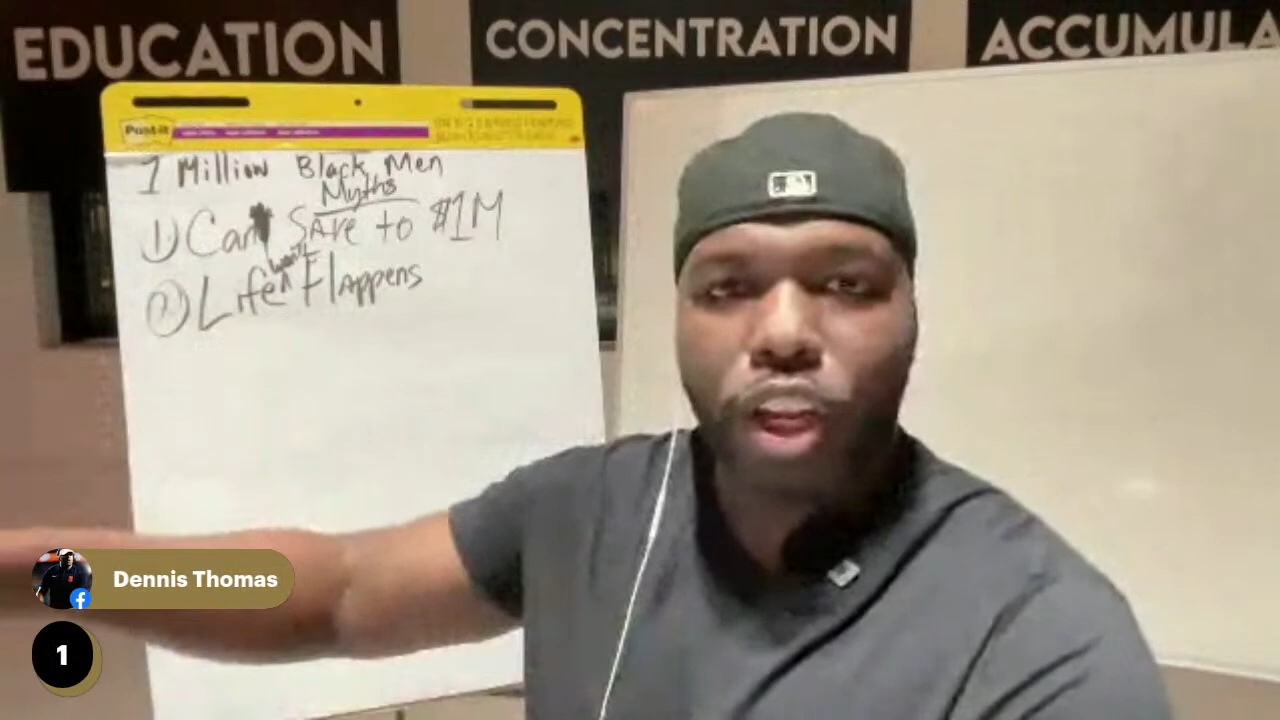 EDUCATION
CONCENTRATION
ACCUMULA
Post-it
1 Million Black Men
Myths
1) Can Save to $1M
2) Life won't Happens
Dennis Thomas
1